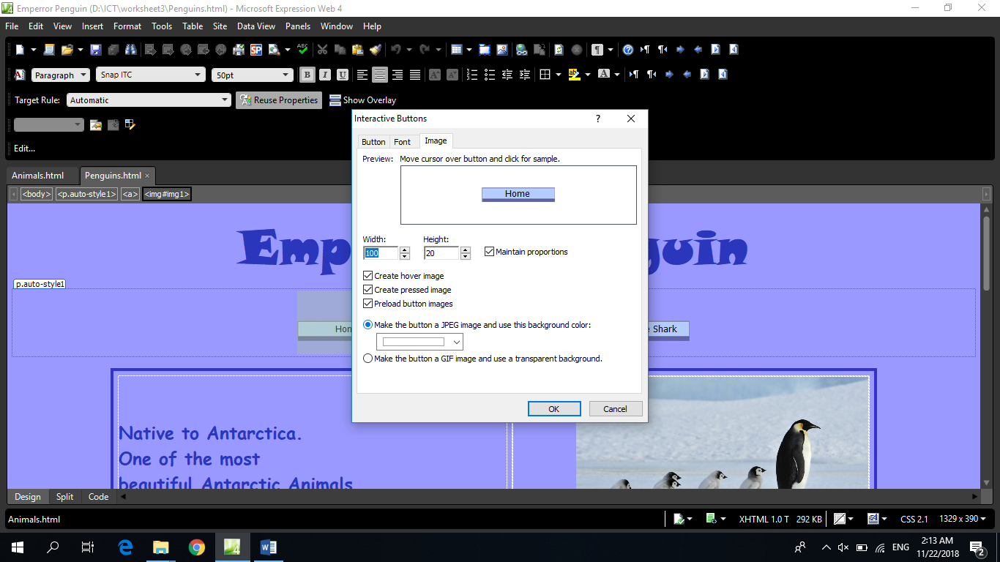 Emperror Penguin (D:\ICT\worksheet3\Penguins.html) - Microsoft Expression Web 4
File Edit View Insert Format Tools Table Site Data View Panels Window Help
Paragraph Snap ITC 50pt B I U
Target Rule: Automatic Reuse Properties Show Overlay
Edit...
Animals.html Penguins.html ×
<body> <p.auto-style1> <a> <img#img1>
Interactive Buttons
Button Font Image
Preview: Move cursor over button and click for sample.
Home
Width: Height:
100 20 Maintain proportions
Create hover image
Create pressed image
Preload button images
Make the button a JPEG image and use this background color:
Make the button a GIF image and use a transparent background.
OK Cancel
Emp guin
p.auto-style1
Hon e Shark
Native to Antarctica.
One of the most
beautiful Antarctic Animals
Design Split Code
Animals.html XHTML 1.0 T 292 KB CSS 2.1 1329 x 390
ENG 2:13 AM
11/22/2018 2